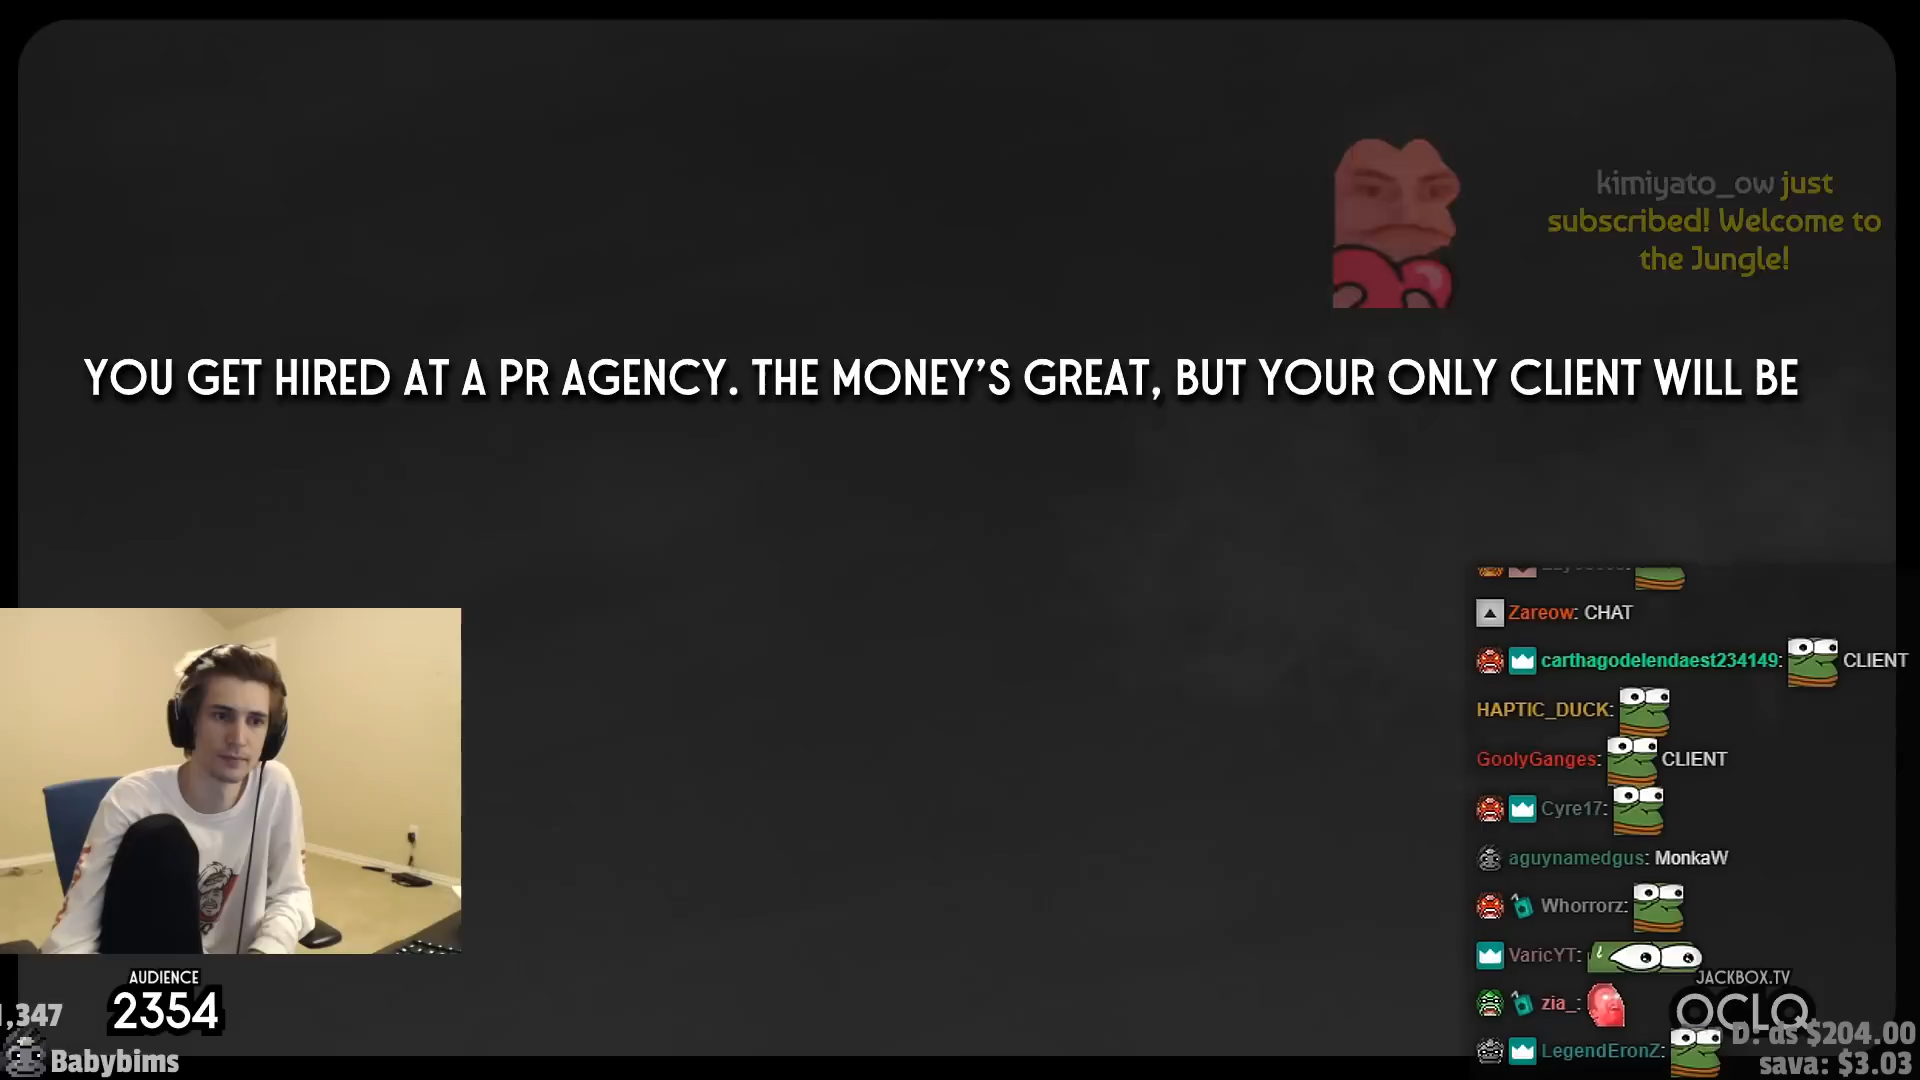 kimiyato_ow just
subscribed! Welcome to
the Jungle!
YOU GET HIRED AT A PR AGENCY. THE MONEY'S GREAT, BUT YOUR ONLY CLIENT WILL BE
Zareow: CHAT
carthagodelendaest234149: CLIENT
HAPTIC_DUCK:
GoolyGanges: CLIENT
Cyre17:
aguynamedgus: MonkaW
Whorrorz:
VaricYT:
zia_:
LegendEronZ:
JACKBOX.TV
OCLQ
D: ds $204.00
sava: $3.03
AUDIENCE
2354
,347
Babybims